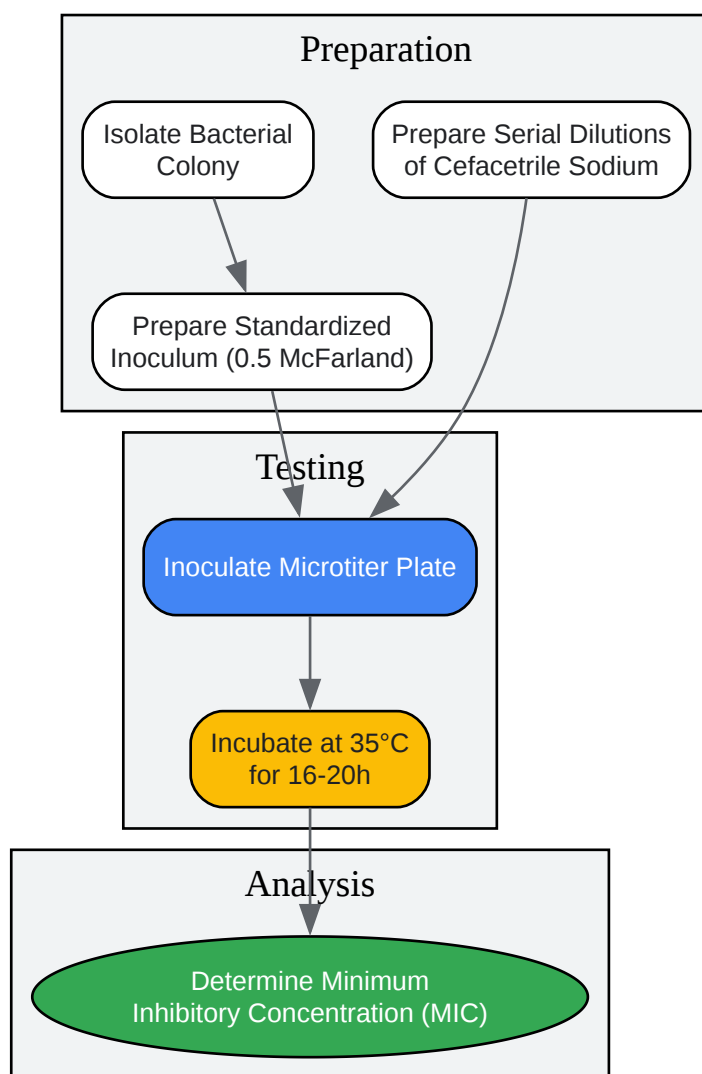 Preparation
Isolate Bacterial
Colony
Prepare Serial Dilutions
of Cefacetrile Sodium
Prepare Standardized
Inoculum (0.5 McFarland)
Testing
Inoculate Microtiter Plate
Incubate at 35°C
for 16-20h
Analysis
Determine Minimum
Inhibitory Concentration (MIC)